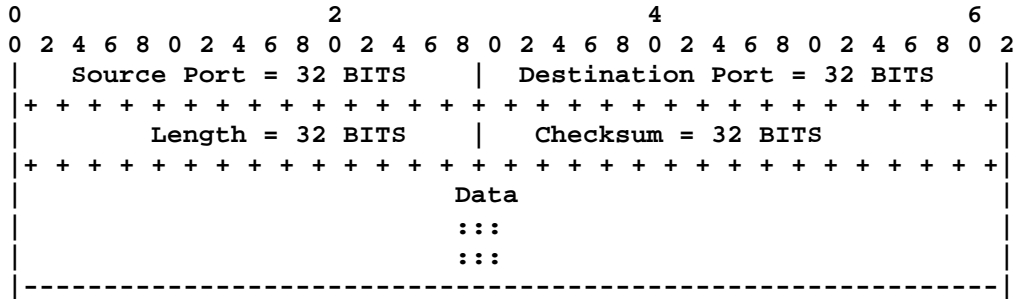 0                   2                   4                   6
0 2 4 6 8 0 2 4 6 8 0 2 4 6 8 0 2 4 6 8 0 2 4 6 8 0 2 4 6 8 0 2
|   Source Port = 32 BITS    |  Destination Port = 32 BITS    |
|+ + + + + + + + + + + + + + + + + + + + + + + + + + + + + + +|
|        Length = 32 BITS    |   Checksum = 32 BITS           |
|+ + + + + + + + + + + + + + + + + + + + + + + + + + + + + + +|
|                           Data                              |
|                           :::                               |
|                           :::                               |
|-------------------------------------------------------------|